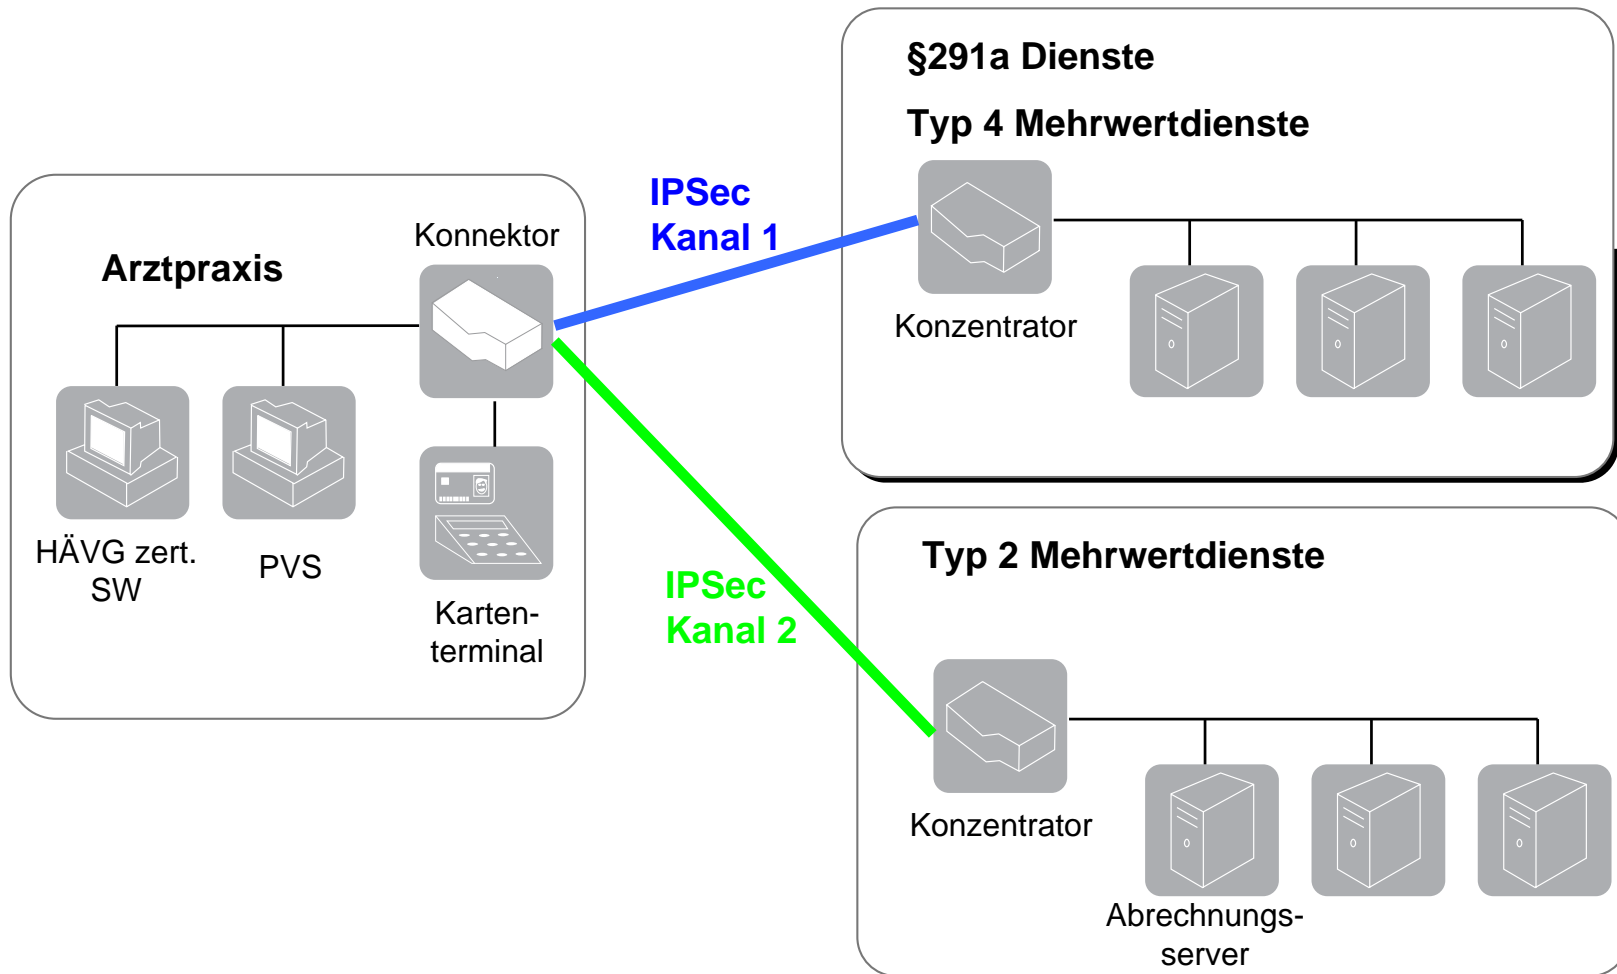 §291a Dienste
Typ 4 Mehrwertdienste
IPSec
Kanal 1
Konnektor
Arztpraxis
Konzentrator
HÄVG zert.
SW
PVS
Karten-
terminal
Typ 2 Mehrwertdienste
IPSec
Kanal 2
Konzentrator
Abrechnungs-
server